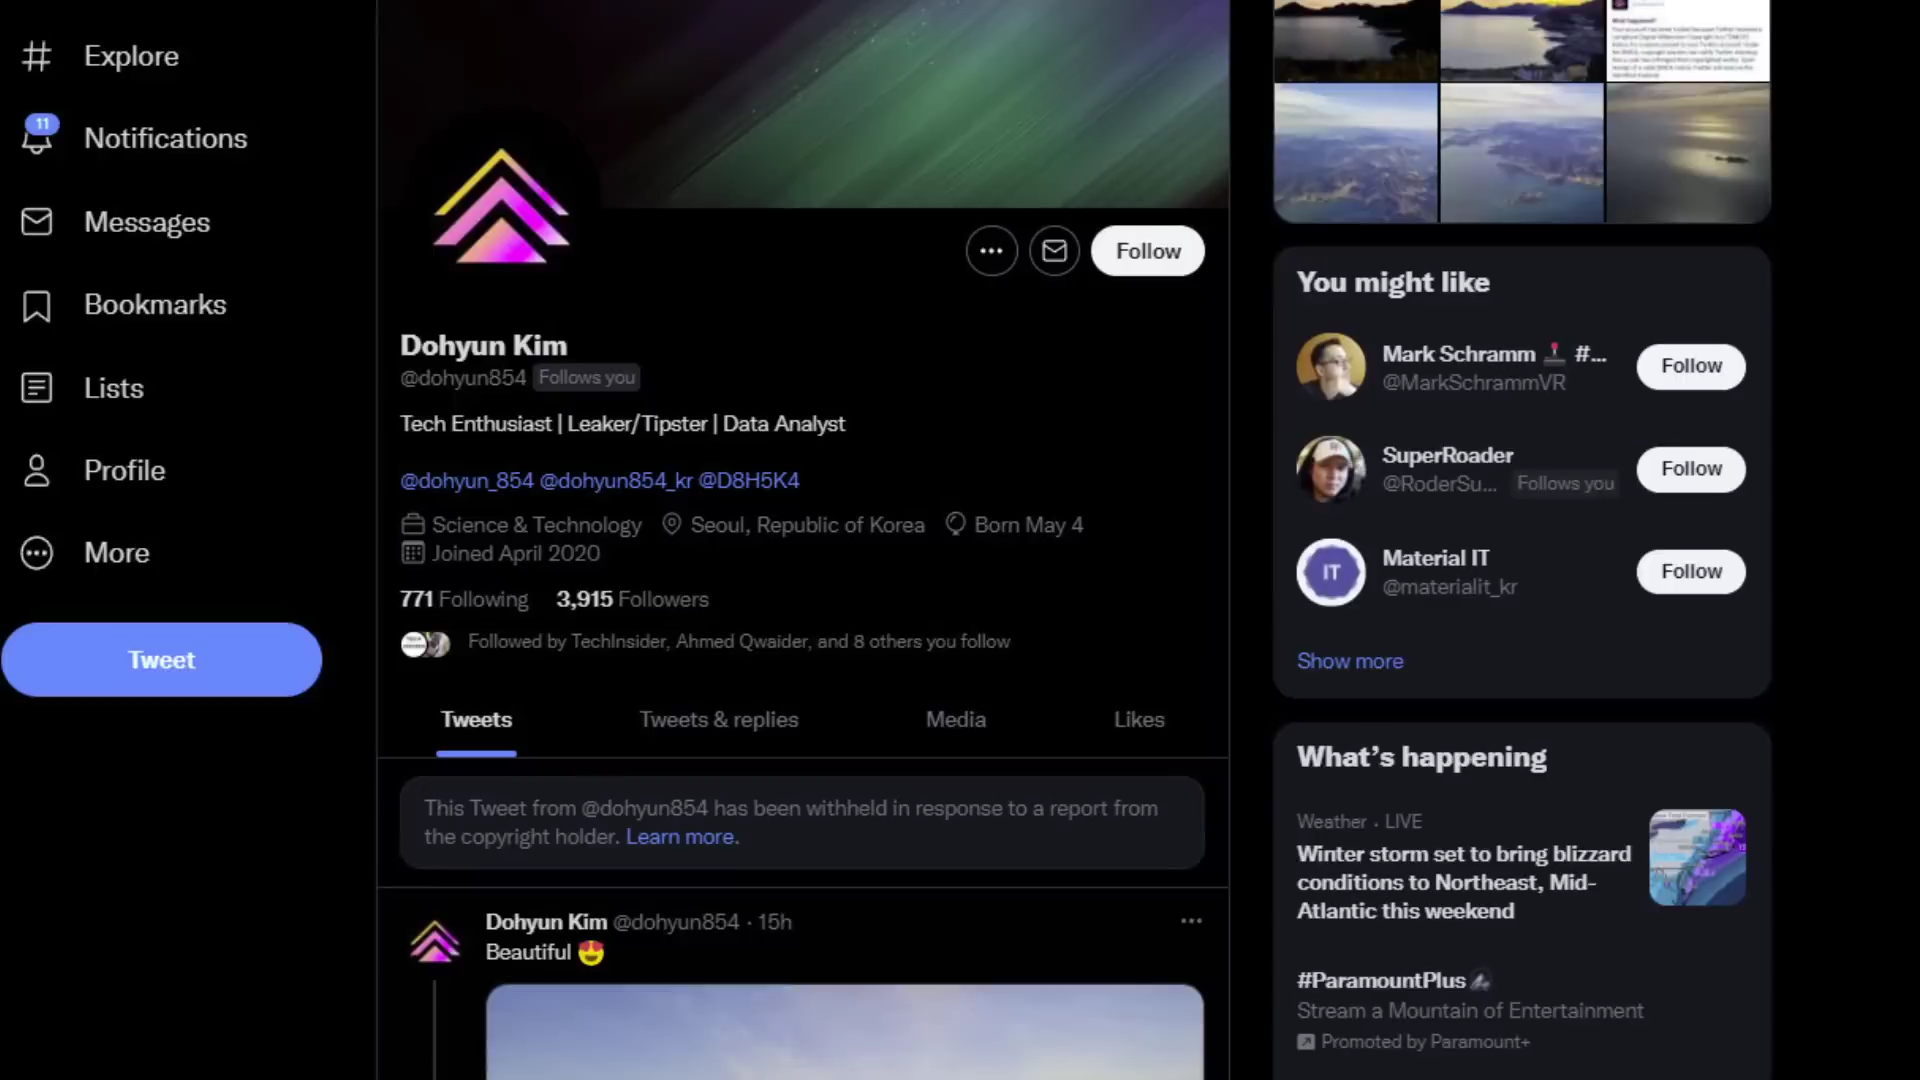 Explore
11
Notifications
Messages
Bookmarks
Lists
Profile
More
Tweet
Follow
Dohyun Kim
@dohyun854 Follows you
Tech Enthusiast | Leaker/Tipster | Data Analyst
@dohyun_854 @dohyun854_kr @D8H5K4
Science & Technology Seoul, Republic of Korea Born May 4
Joined April 2020
771 Following 3,915 Followers
Followed by TechInsider, Ahmed Qwaider, and 8 others you follow
Tweets Tweets & replies Media Likes
This Tweet from @dohyun854 has been withheld in response to a report from
the copyright holder. Learn more.
Dohyun Kim @dohyun854 · 15h
Beautiful 😍
What happened?
You might like
Mark Schramm 🕹️ #...
@MarkSchrammVR
Follow
SuperRoader
@RoderSu... Follows you
Follow
IT
Material IT
@materialit_kr
Follow
Show more
What's happening
Weather · LIVE
Winter storm set to bring blizzard
conditions to Northeast, Mid-
Atlantic this weekend
#ParamountPlus
Stream a Mountain of Entertainment
Promoted by Paramount+